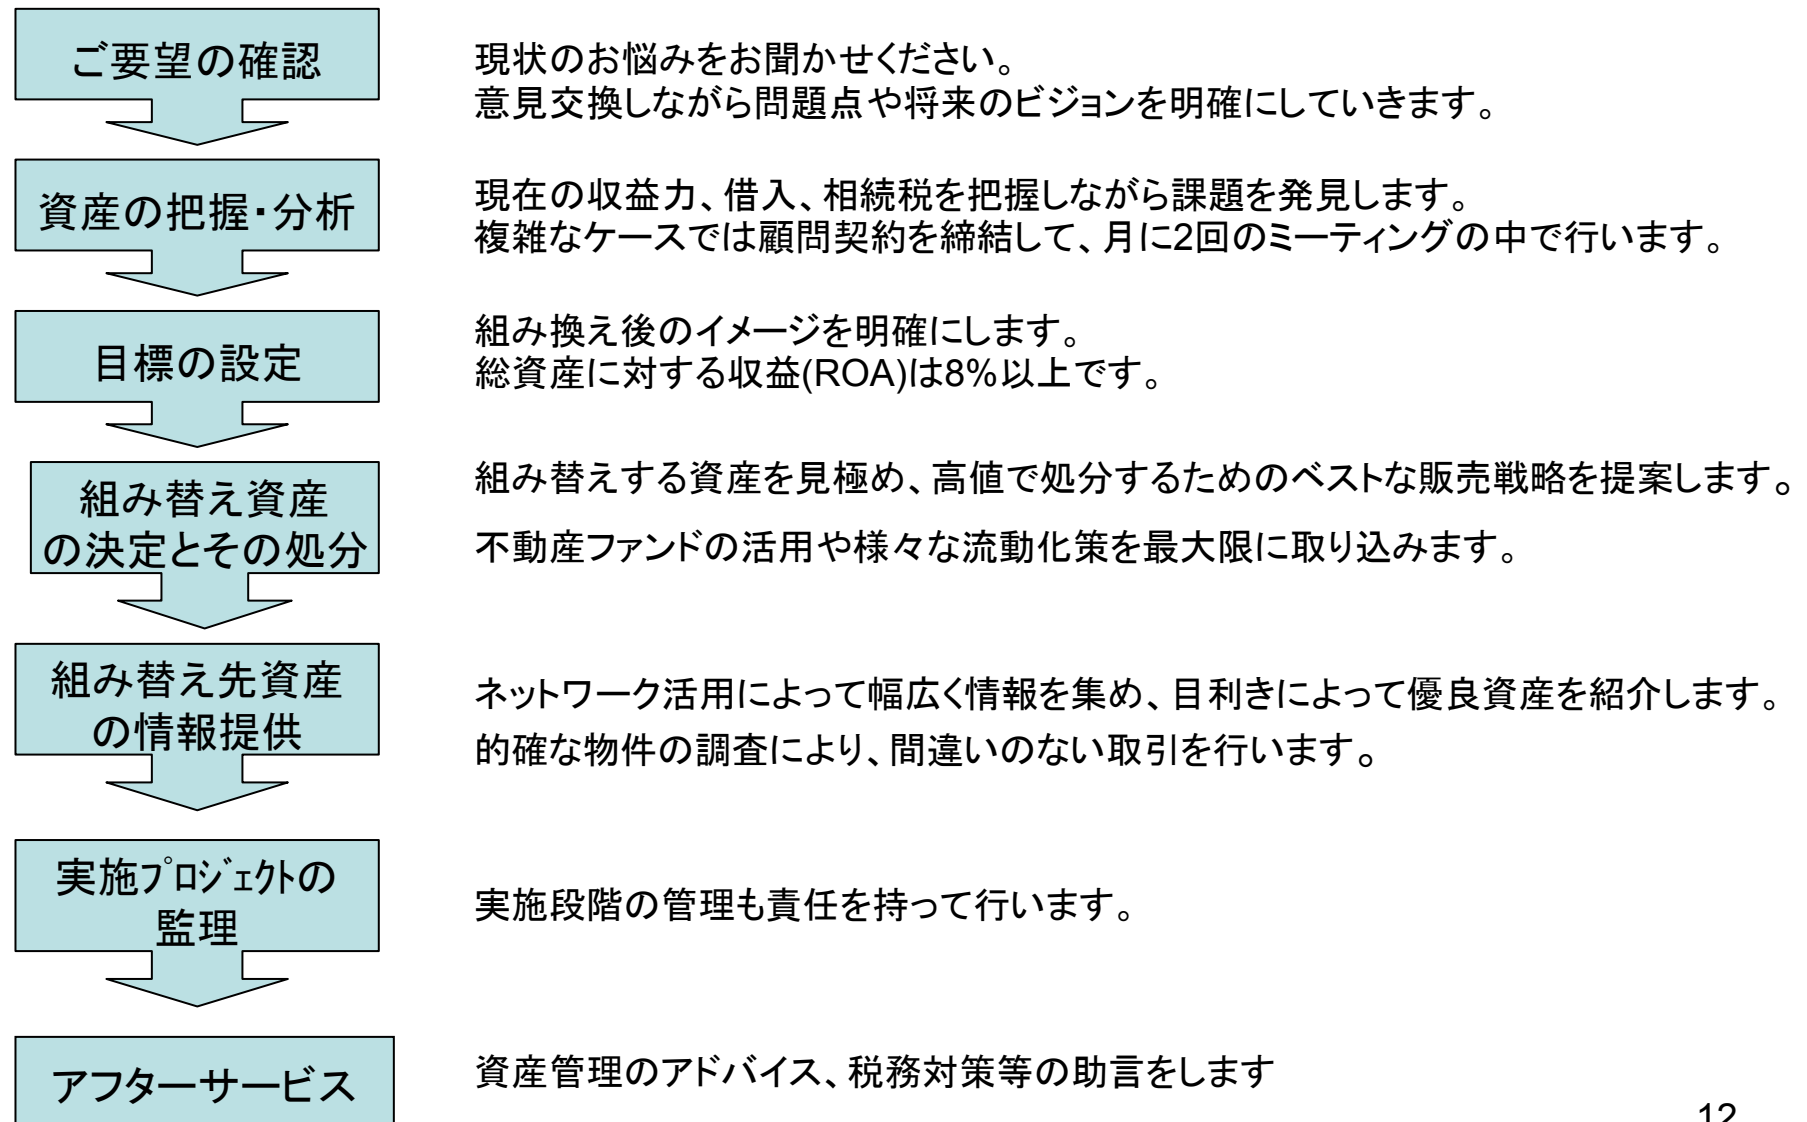 ご要望の確認
現状のお悩みをお聞かせください。
意見交換しながら問題点や将来のビジョンを明確にしていきます。
資産の把握・分析
現在の収益力、借入、相続税を把握しながら課題を発見します。
複雑なケースでは顧問契約を締結して、月に2回のミーティングの中で行います。
目標の設定
組み換え後のイメージを明確にします。
総資産に対する収益(ROA)は8%以上です。
組み替え資産
の決定とその処分
組み替えする資産を見極め、高値で処分するためのベストな販売戦略を提案します。
不動産ファンドの活用や様々な流動化策を最大限に取り込みます。
組み替え先資産
の情報提供
ネットワーク活用によって幅広く情報を集め、目利きによって優良資産を紹介します。
的確な物件の調査により、間違いのない取引を行います。
実施プロジェクトの
監理
実施段階の管理も責任を持って行います。
アフターサービス
資産管理のアドバイス、税務対策等の助言をします
12